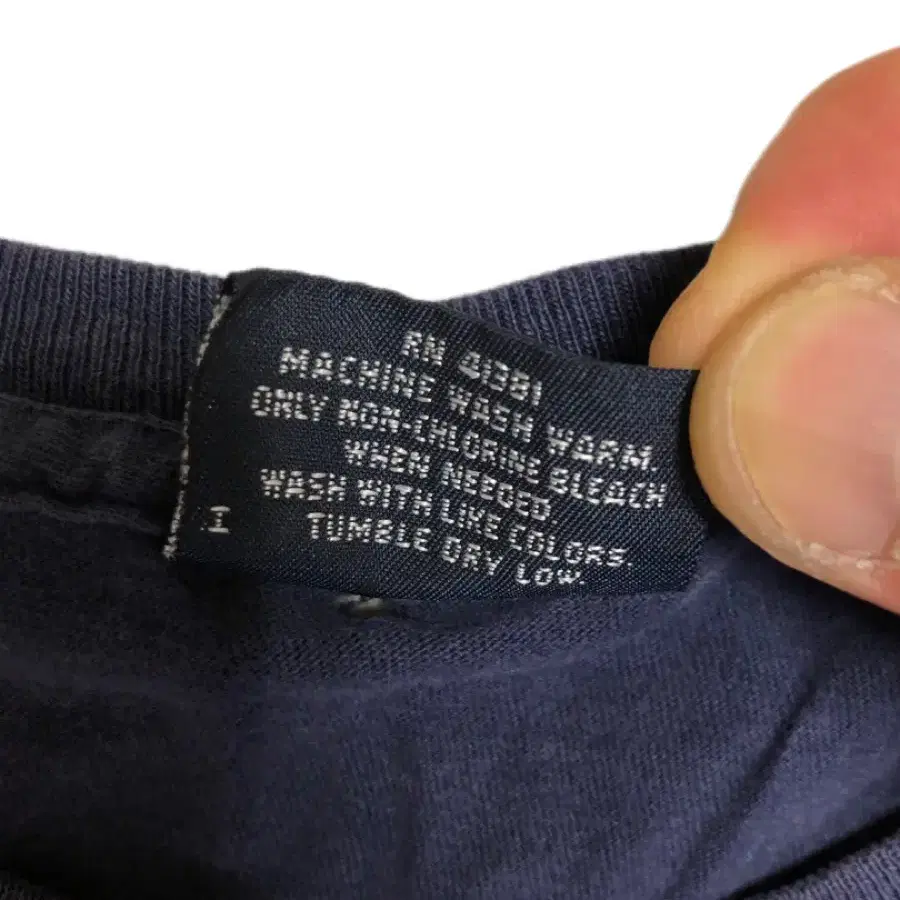 RN 41381
MACHINE WASH WARM.
ONLY NON-CHLORINE BLEACH
WHEN NEEDED.
WASH WITH LIKE COLORS.
TUMBLE DRY LOW.
H